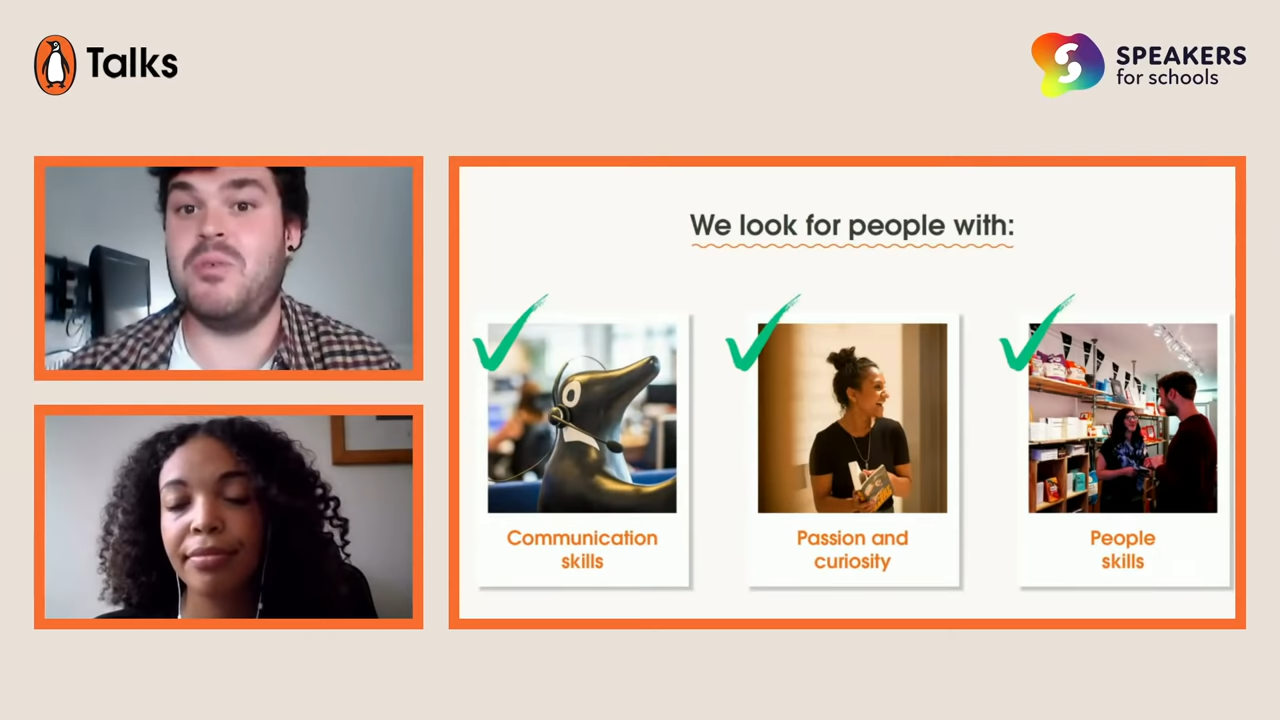 Talks
SPEAKERS
for schools
We look for people with:
Communication
skills
Passion and
curiosity
People
skills